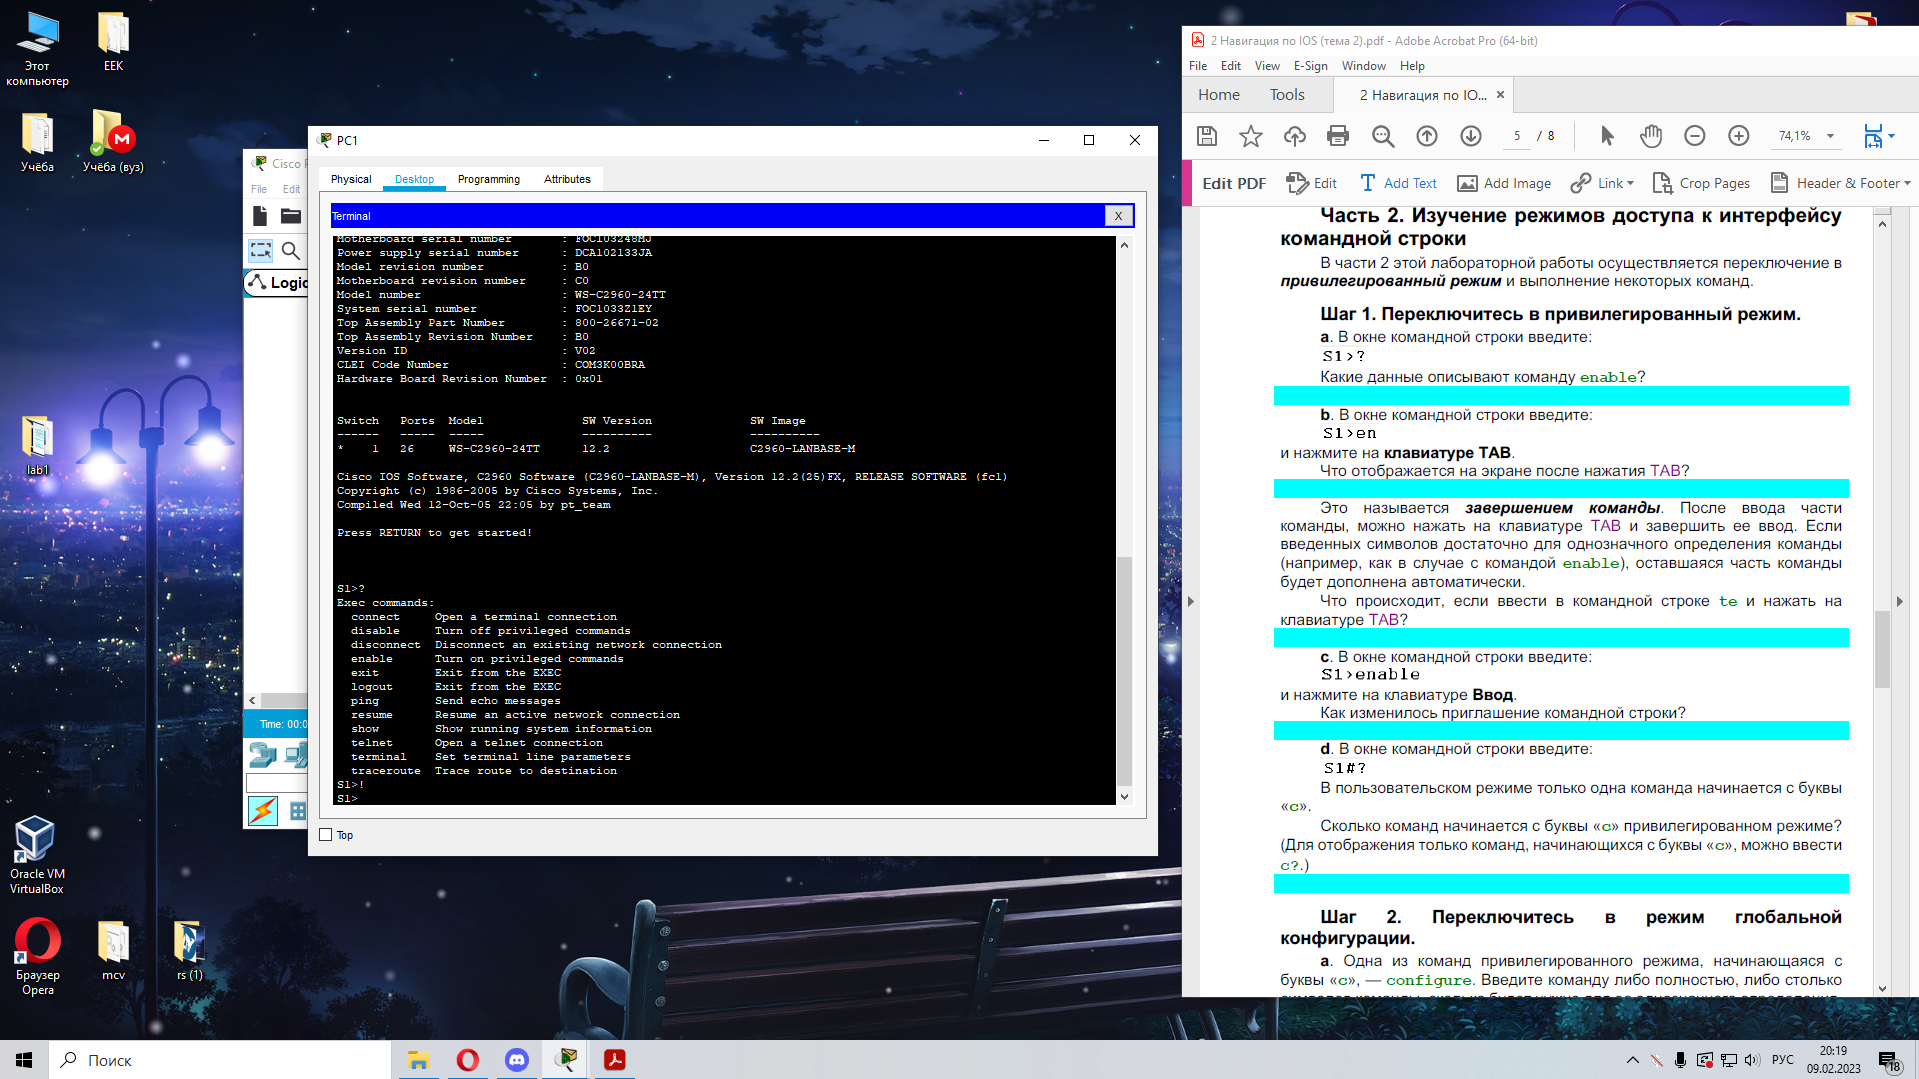 Этот
компьютер
ЕЕК
Учёба
Учёба (вуз)
lab1
Oracle VM
VirtualBox
Браузер
Opera
mcv
rs (1)
Cisco P
File Edit
Logic
Time: 00:0
PC1
Physical Desktop Programming Attributes
Terminal X
Motherboard serial number : FOC103248MJ
Power supply serial number : DCA102133JA
Model revision number : B0
Motherboard revision number : C0
Model number : WS-C2960-24TT
System serial number : FOC1033Z1EY
Top Assembly Part Number : 800-26671-02
Top Assembly Revision Number : B0
Version ID : V02
CLEI Code Number : COM3K00BRA
Hardware Board Revision Number : 0x01
Switch Ports Model SW Version SW Image
------ ----- ----- ---------- ----------
* 1 26 WS-C2960-24TT 12.2 C2960-LANBASE-M
Cisco IOS Software, C2960 Software (C2960-LANBASE-M), Version 12.2(25)FX, RELEASE SOFTWARE (fc1)
Copyright (c) 1986-2005 by Cisco Systems, Inc.
Compiled Wed 12-Oct-05 22:05 by pt_team
Press RETURN to get started!
S1>?
Exec commands:
connect Open a terminal connection
disable Turn off privileged commands
disconnect Disconnect an existing network connection
enable Turn on privileged commands
exit Exit from the EXEC
logout Exit from the EXEC
ping Send echo messages
resume Resume an active network connection
show Show running system information
telnet Open a telnet connection
terminal Set terminal line parameters
traceroute Trace route to destination
S1>!
S1>
Top
2 Навигация по IOS (тема 2).pdf - Adobe Acrobat Pro (64-bit)
File Edit View E-Sign Window Help
Home Tools 2 Навигация по IO... ×
5 / 8 74,1%
Edit PDF Edit Add Text Add Image Link Crop Pages Header & Footer
Часть 2. Изучение режимов доступа к интерфейсу
командной строки
В части 2 этой лабораторной работы осуществляется переключение в
привилегированный режим и выполнение некоторых команд.
Шаг 1. Переключитесь в привилегированный режим.
a. В окне командной строки введите:
S1>?
Какие данные описывают команду enable?
b. В окне командной строки введите:
S1>en
и нажмите на клавиатуре TAB.
Что отображается на экране после нажатия TAB?
Это называется завершением команды. После ввода части
команды, можно нажать на клавиатуре TAB и завершить ее ввод. Если
введенных символов достаточно для однозначного определения команды
(например, как в случае с командой enable), оставшаяся часть команды
будет дополнена автоматически.
Что происходит, если ввести в командной строке te и нажать на
клавиатуре TAB?
c. В окне командной строки введите:
S1>enable
и нажмите на клавиатуре Ввод.
Как изменилось приглашение командной строки?
d. В окне командной строки введите:
S1#?
В пользовательском режиме только одна команда начинается с буквы
«c».
Сколько команд начинается с буквы «c» привилегированном режиме?
(Для отображения только команд, начинающихся с буквы «c», можно ввести
c?.)
Шаг 2. Переключитесь в режим глобальной
конфигурации.
a. Одна из команд привилегированного режима, начинающаяся с
буквы «c», — configure. Введите команду либо полностью, либо столько
Поиск
РУС
20:19
09.02.2023
18